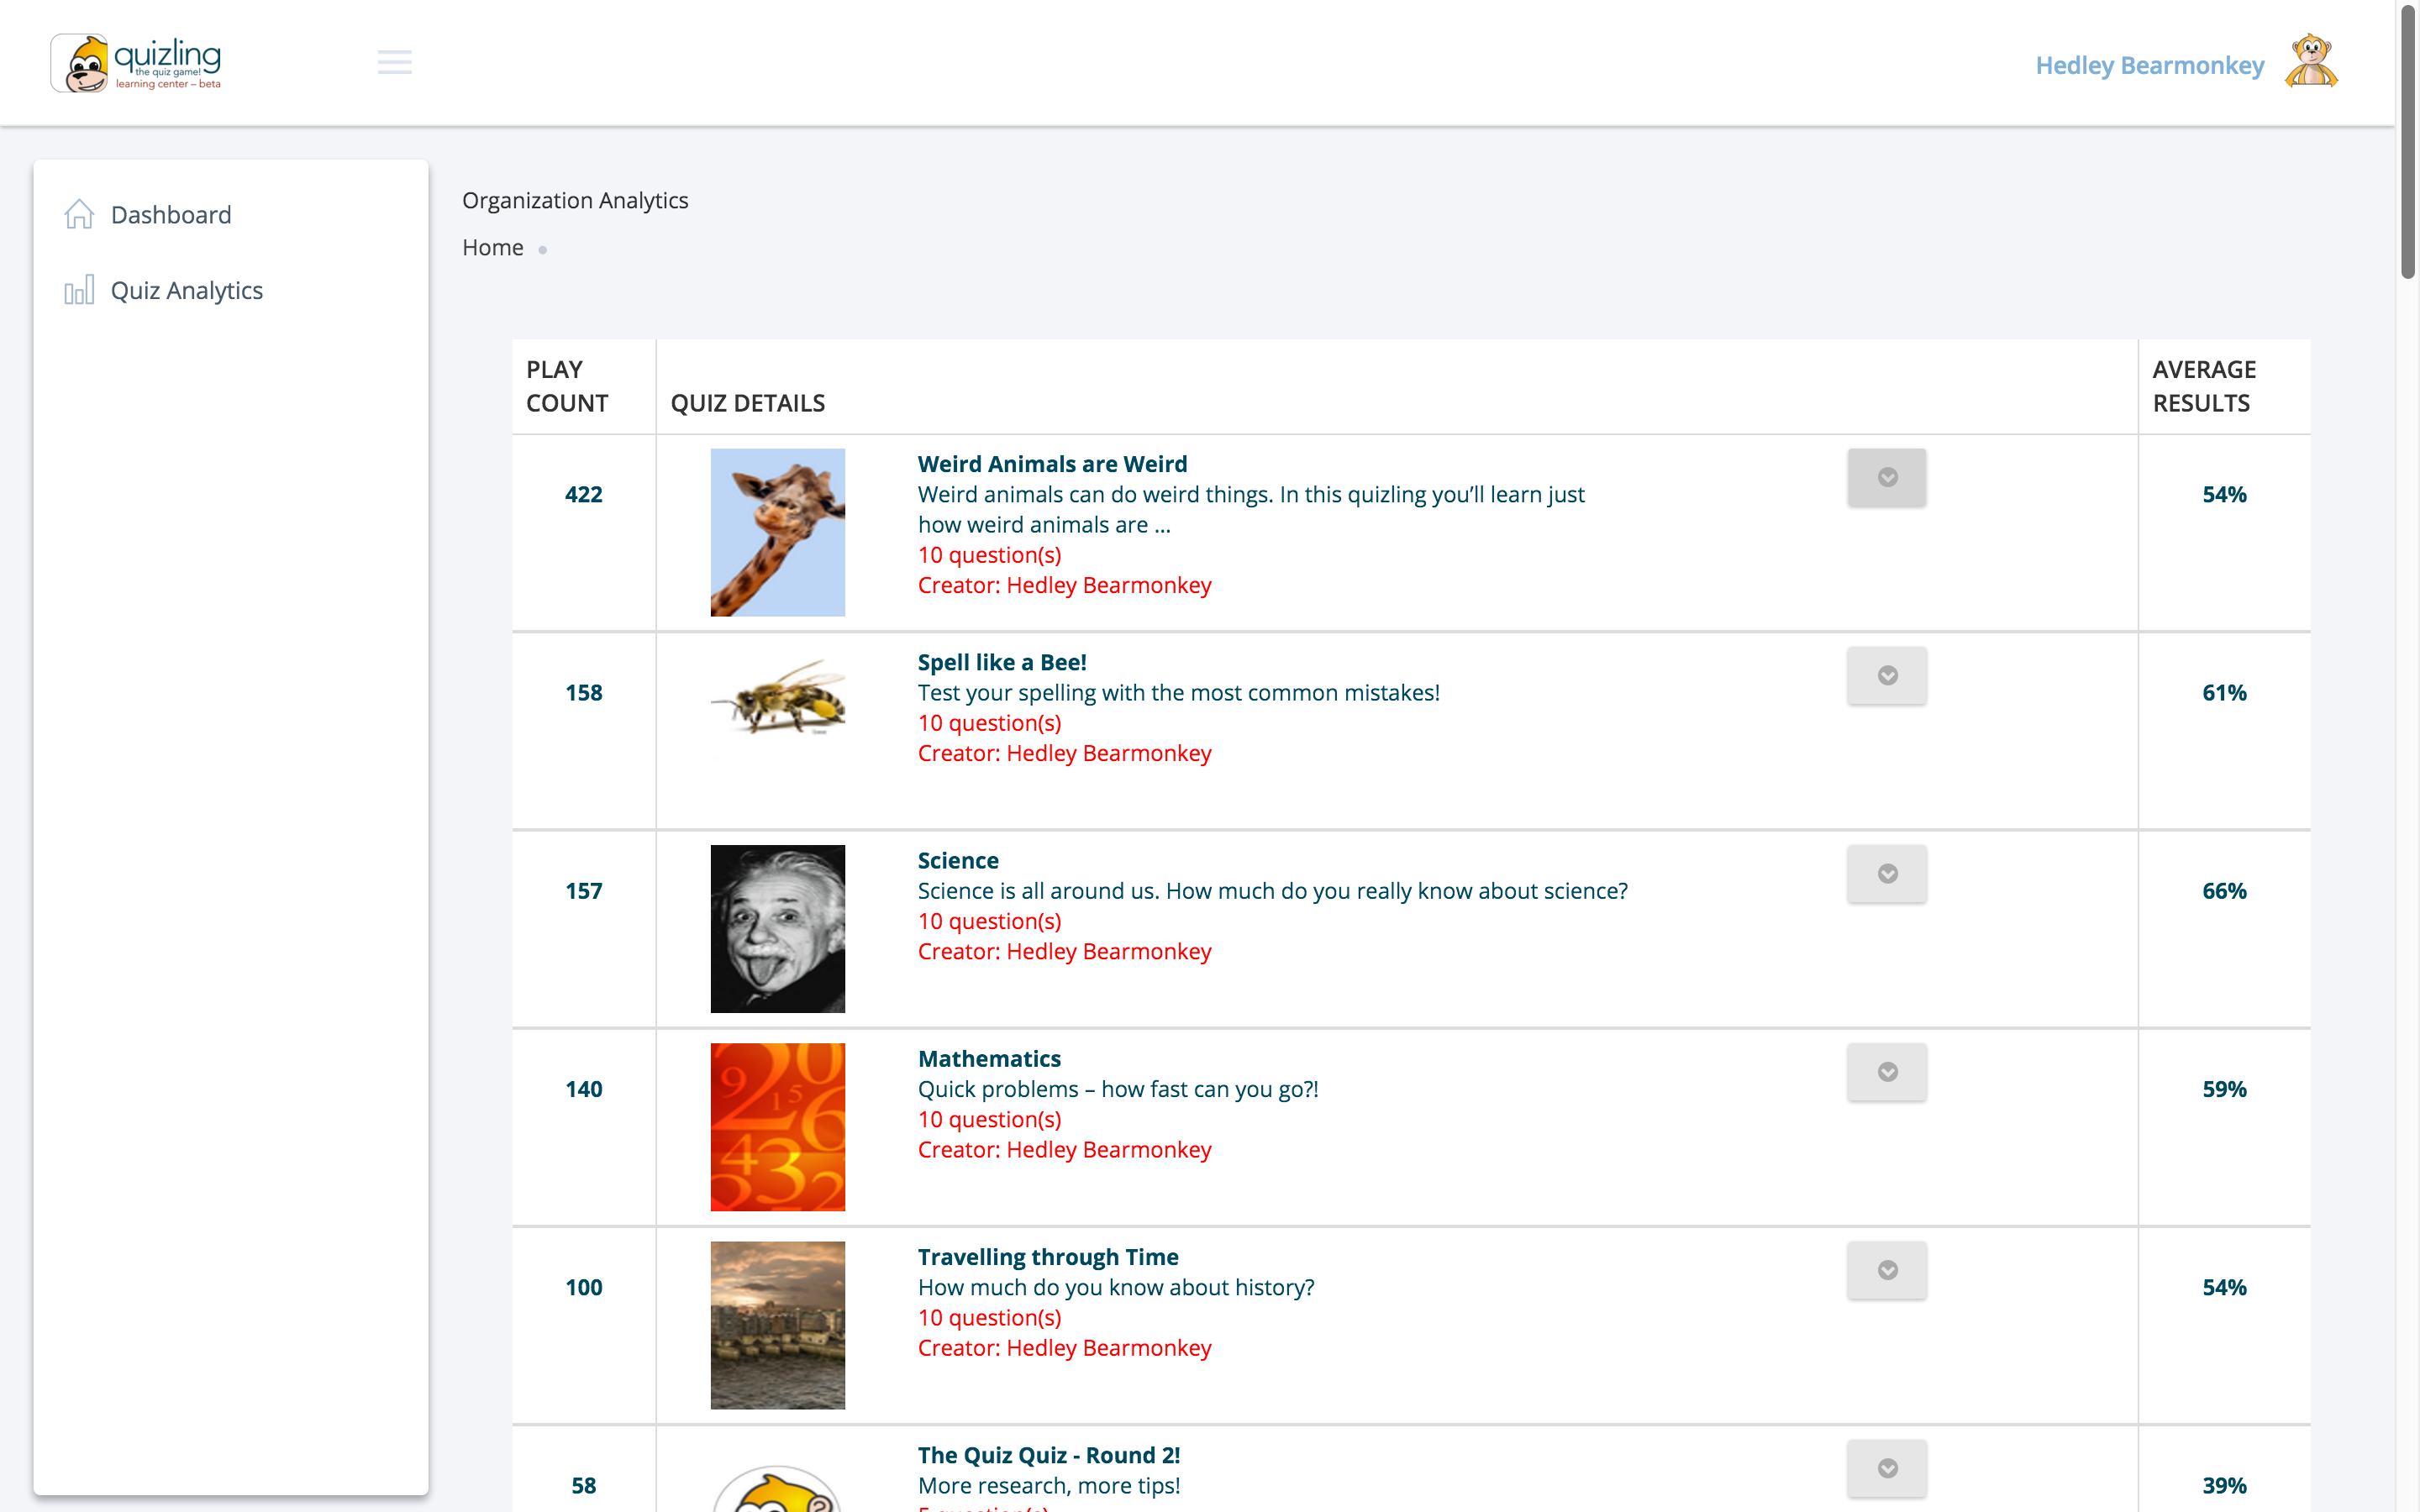 quizling
the quiz game!
learning center – beta
Hedley Bearmonkey
Dashboard
Quiz Analytics
Organization Analytics
Home
PLAY COUNT
QUIZ DETAILS
AVERAGE RESULTS
422
Weird Animals are Weird
Weird animals can do weird things. In this quizling you’ll learn just
how weird animals are ...
10 question(s)
Creator: Hedley Bearmonkey
54%
158
Spell like a Bee!
Test your spelling with the most common mistakes!
10 question(s)
Creator: Hedley Bearmonkey
61%
157
Science
Science is all around us. How much do you really know about science?
10 question(s)
Creator: Hedley Bearmonkey
66%
140
Mathematics
Quick problems – how fast can you go?!
10 question(s)
Creator: Hedley Bearmonkey
59%
100
Travelling through Time
How much do you know about history?
10 question(s)
Creator: Hedley Bearmonkey
54%
58
The Quiz Quiz - Round 2!
More research, more tips!
39%